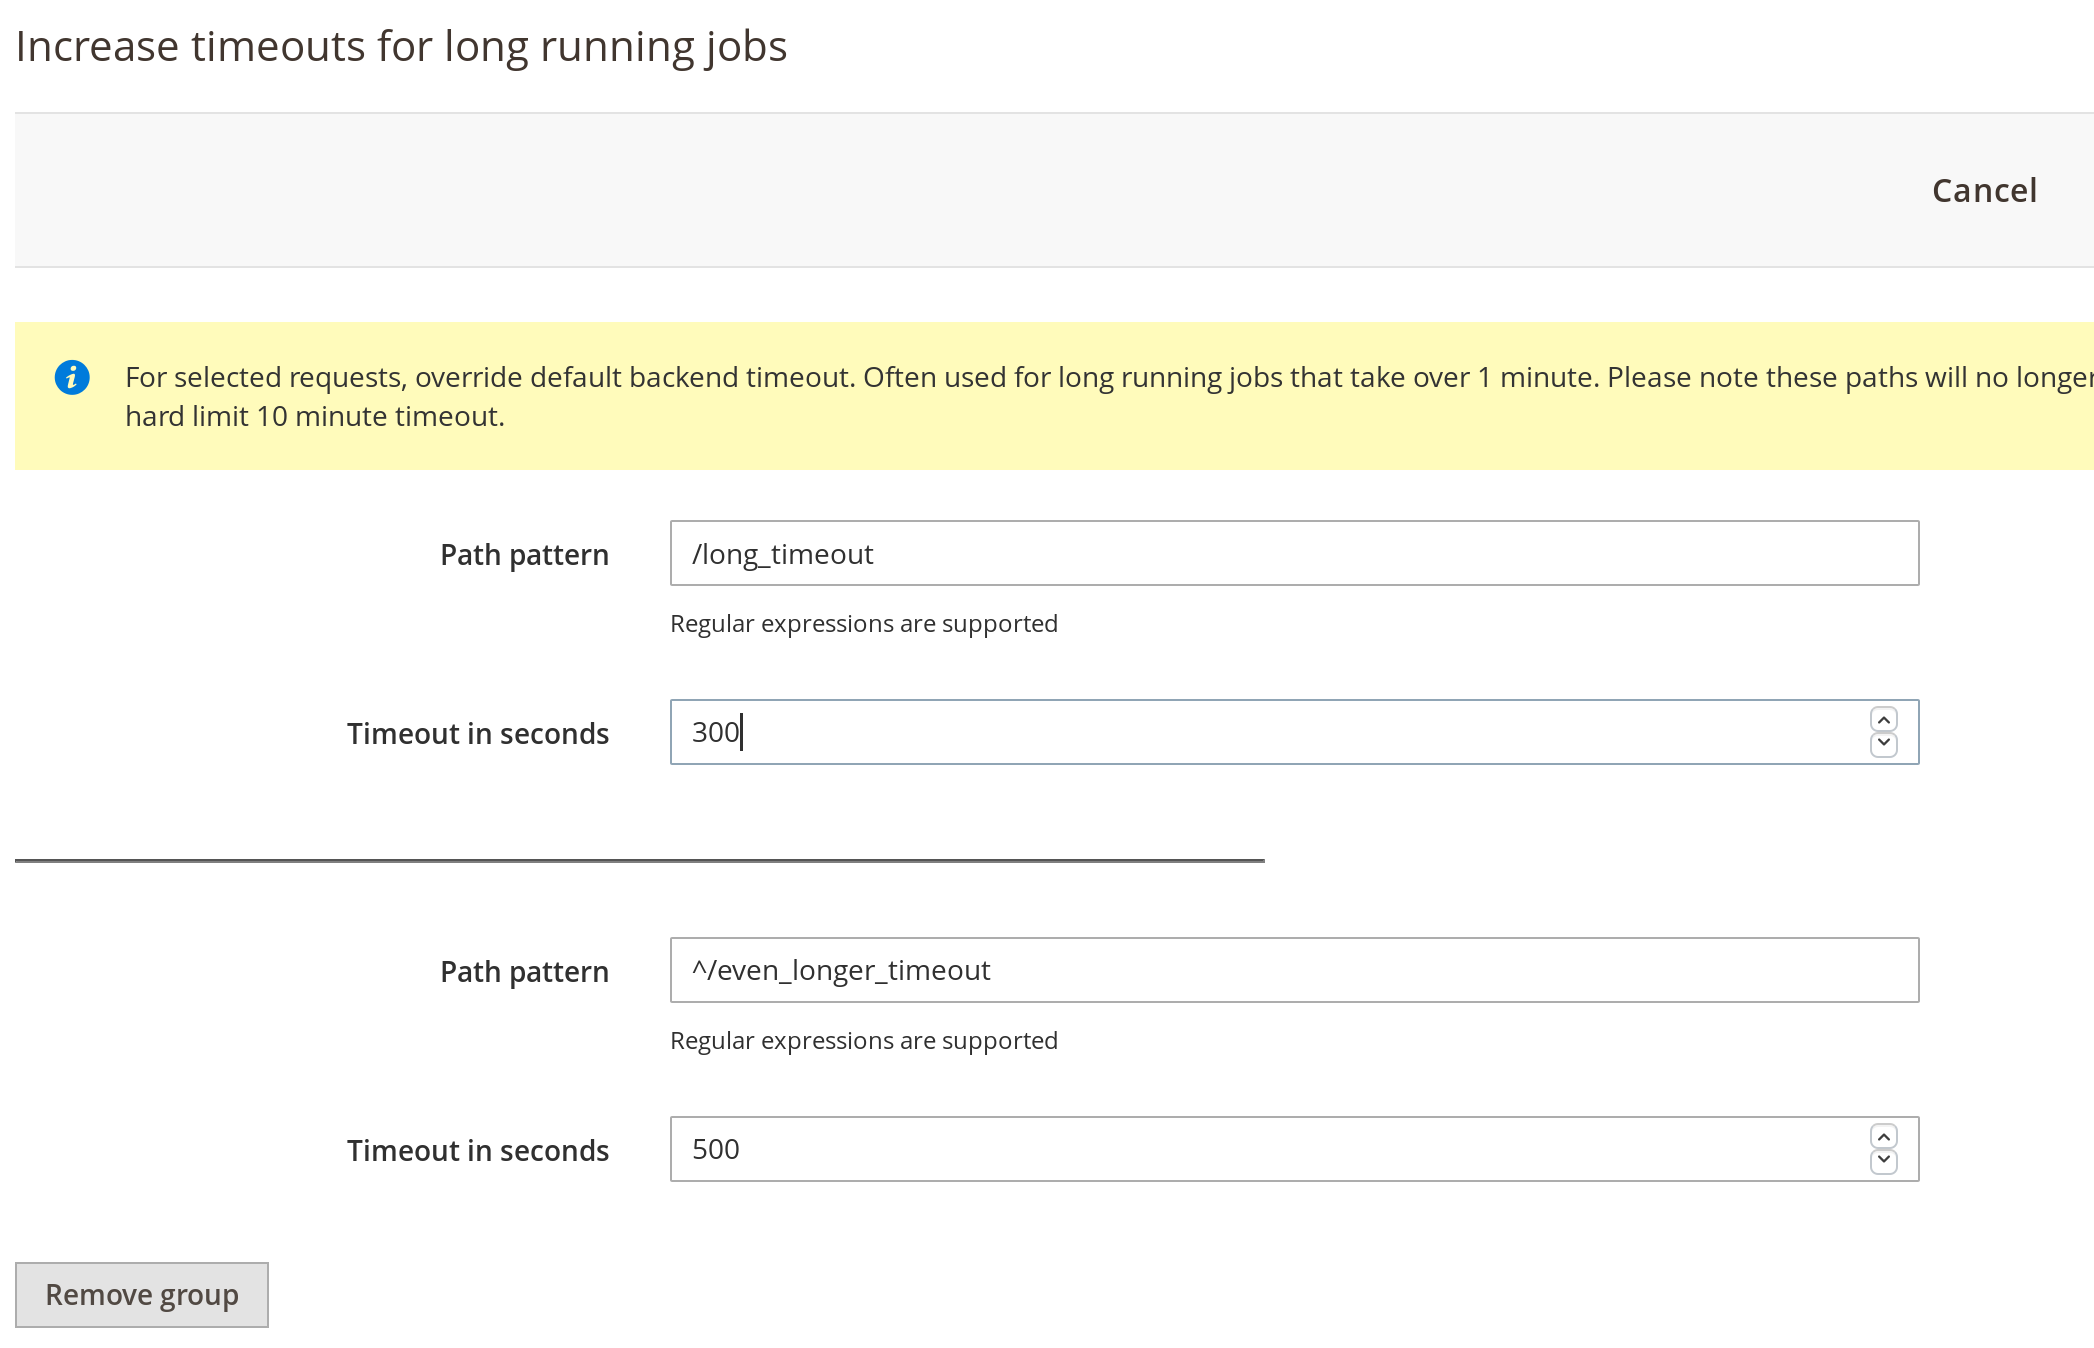 Increase timeouts for long running jobs
Cancel
For selected requests, override default backend timeout. Often used for long running jobs that take over 1 minute. Please note these paths will no longer
hard limit 10 minute timeout.
Path pattern
/long_timeout
Regular expressions are supported
Timeout in seconds
300
Path pattern
^/even_longer_timeout
Regular expressions are supported
Timeout in seconds
500
Remove group